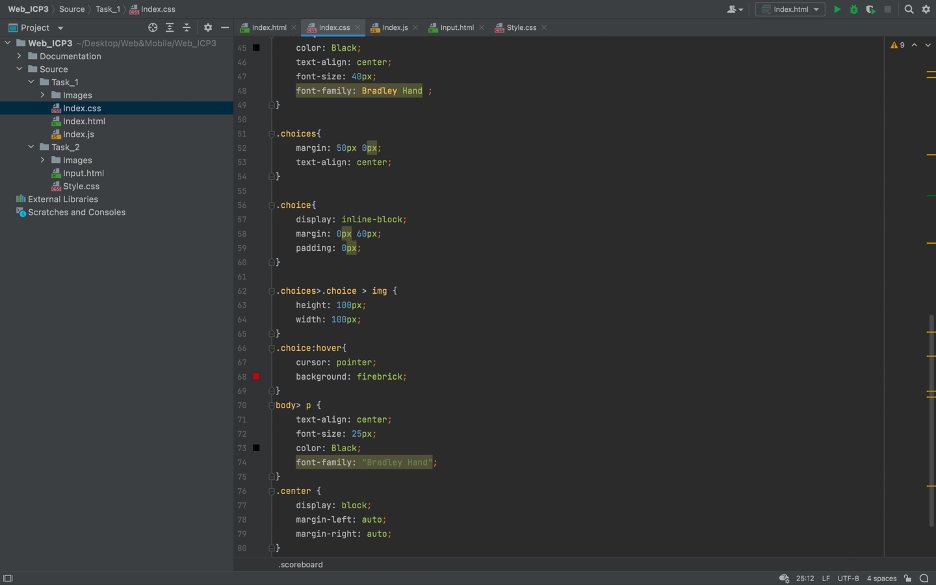 Web_ICP3 Source Task_1 Index.css Index.html
Project Index.html Index.css Index.js Input.html Style.css
Web_ICP3 ~/Desktop/Web&Mobile/Web_ICP3
Documentation
Source
Task_1
Images
Index.css
Index.html
Index.js
Task_2
Images
Input.html
Style.css
External Libraries
Scratches and Consoles
9
45 color: Black;
46 text-align: center;
47 font-size: 40px;
48 font-family: Bradley Hand ;
49 }
50
51 .choices{
52 margin: 50px 0px;
53 text-align: center;
54 }
55
56 .choice{
57 display: inline-block;
58 margin: 0px 60px;
59 padding: 0px;
60 }
61
62 .choices>.choice > img {
63 height: 100px;
64 width: 100px;
65 }
66 .choice:hover{
67 cursor: pointer;
68 background: firebrick;
69 }
70 body> p {
71 text-align: center;
72 font-size: 25px;
73 color: Black;
74 font-family: "Bradley Hand";
75 }
76 .center {
77 display: block;
78 margin-left: auto;
79 margin-right: auto;
80 }
.scoreboard
25:12 LF UTF-8 4 spaces